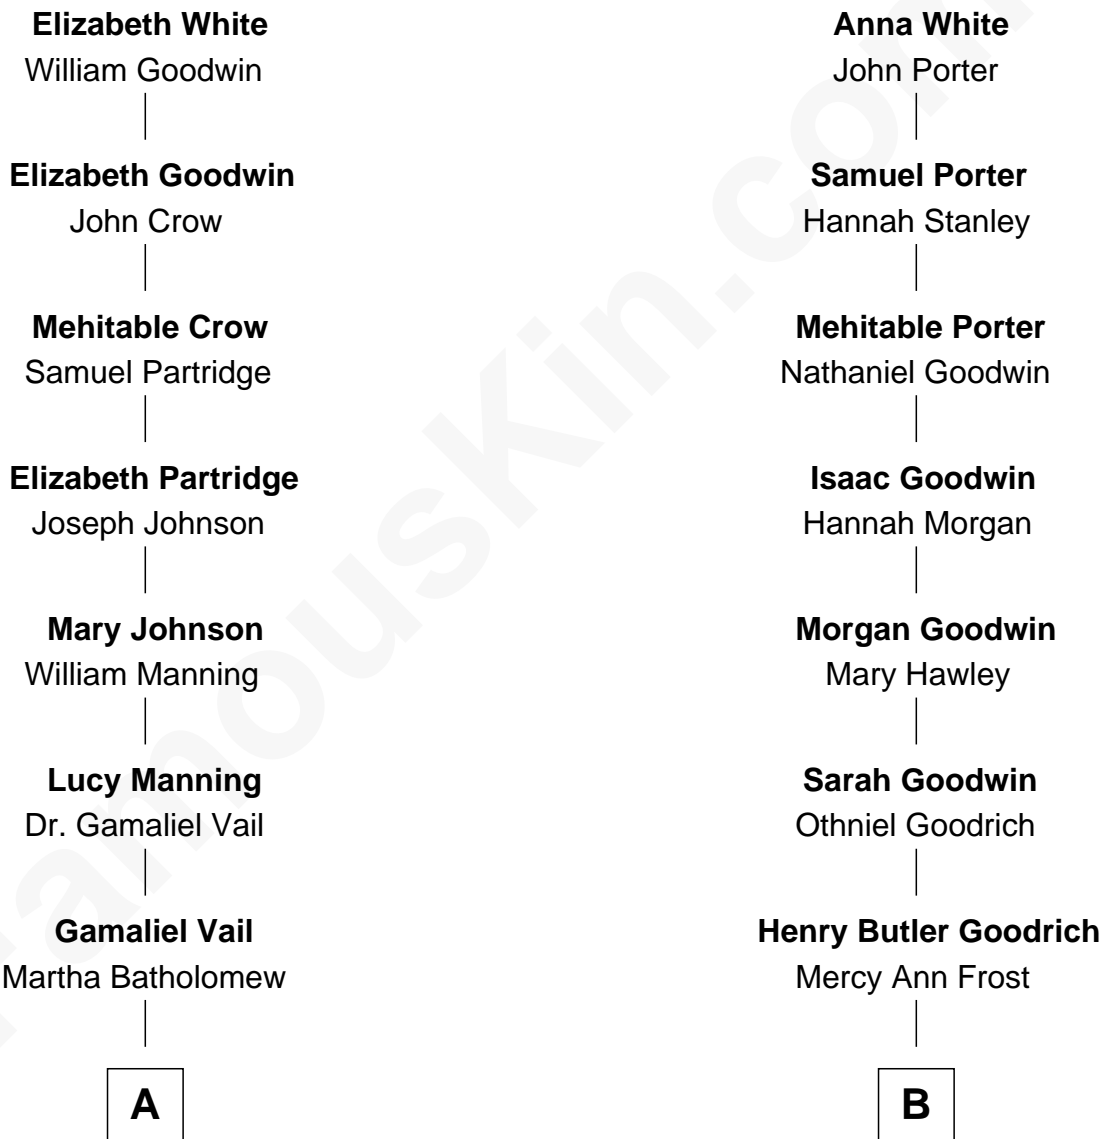 Elizabeth White
William Goodwin
Elizabeth Goodwin
John Crow
Mehitable Crow
Samuel Partridge
Elizabeth Partridge
Joseph Johnson
Mary Johnson
William Manning
Lucy Manning
Dr. Gamaliel Vail
Gamaliel Vail
Martha Batholomew
A
Anna White
John Porter
Samuel Porter
Hannah Stanley
Mehitable Porter
Nathaniel Goodwin
Isaac Goodwin
Hannah Morgan
Morgan Goodwin
Mary Hawley
Sarah Goodwin
Othniel Goodrich
Henry Butler Goodrich
Mercy Ann Frost
B
FamousKin.com